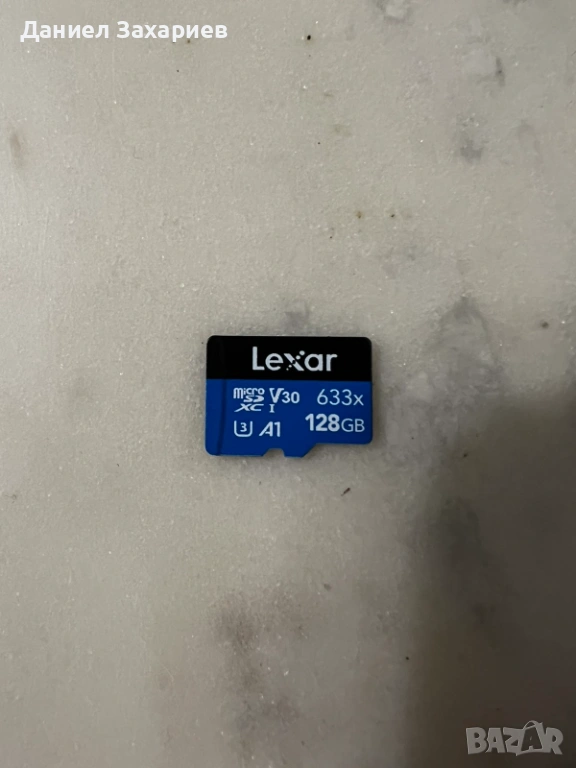 Даниел Захариев
Lexar
micro SD XC I V30 633x
U3 A1 128GB
BAZAR